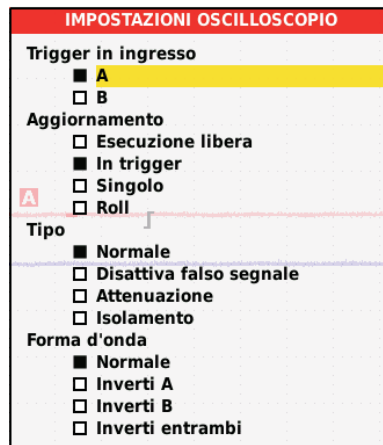 IMPOSTAZIONI OSCILLOSCOPIO
Trigger in ingresso
A
B
Aggiornamento
Esecuzione libera
In trigger
Singolo
A
Roll
Tipo
Normale
Disattiva falso segnale
Attenuazione
Isolamento
Forma d'onda
Normale
Inverti A
Inverti B
Inverti entrambi